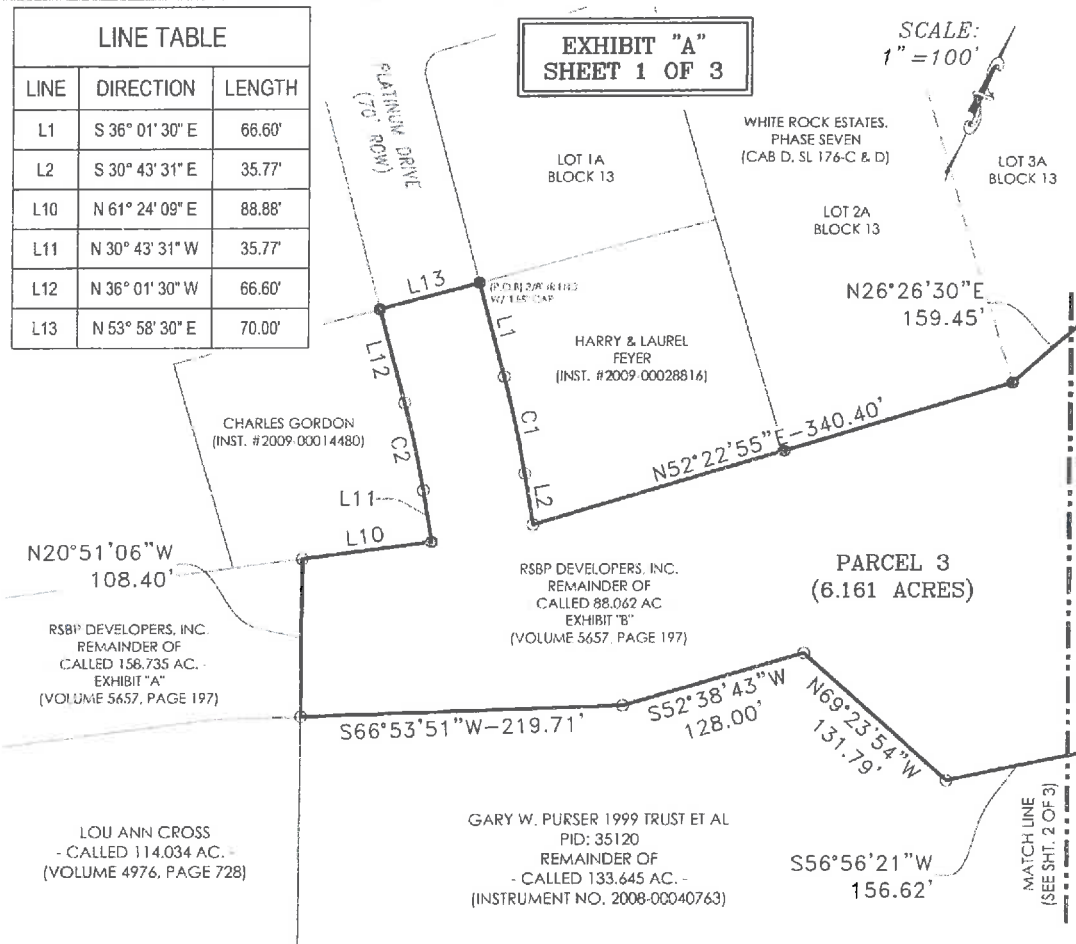 LINE TABLE
LINE DIRECTION LENGTH
L1 S 36° 01' 30" E 66.60'
L2 S 30° 43' 31" E 35.77'
L10 N 61° 24' 09" E 88.88'
L11 N 30° 43' 31" W 35.77'
L12 N 36° 01' 30" W 66.60'
L13 N 53° 58' 30" E 70.00'
EXHIBIT "A"
SHEET 1 OF 3
SCALE:
1"=100'
PLATINUM DRIVE
(70' ROW)
LOT 1A
BLOCK 13
WHITE ROCK ESTATES,
PHASE SEVEN
(CAB D, SL 176-C & D)
LOT 3A
BLOCK 13
LOT 2A
BLOCK 13
N26°26'30"E
159.45'
L13
(P.O.B) 3/8" IR FND
W/ CAP
L1
L12
HARRY & LAUREL
FEYER
(INST. #2009-00028816)
CHARLES GORDON
(INST. #2009-00014480)
C2
C1
N52°22'55"E-340.40'
L11
L2
L10
N20°51'06"W
108.40'
RSBP DEVELOPERS, INC.
REMAINDER OF
CALLED 88.062 AC
EXHIBIT "B"
(VOLUME 5657, PAGE 197)
PARCEL 3
(6.161 ACRES)
RSBP DEVELOPERS, INC.
REMAINDER OF
CALLED 158.735 AC. -
EXHIBIT "A"
(VOLUME 5657, PAGE 197)
S66°53'51"W-219.71'
S52°38'43"W
128.00'
N69°23'54"W
131.79'
LOU ANN CROSS
- CALLED 114.034 AC. -
(VOLUME 4976, PAGE 728)
GARY W. PURSER 1999 TRUST ET AL
PID: 35120
REMAINDER OF
- CALLED 133.645 AC. -
(INSTRUMENT NO. 2008-00040763)
S56°56'21"W
156.62'
MATCH LINE
(SEE SHT. 2 OF 3)